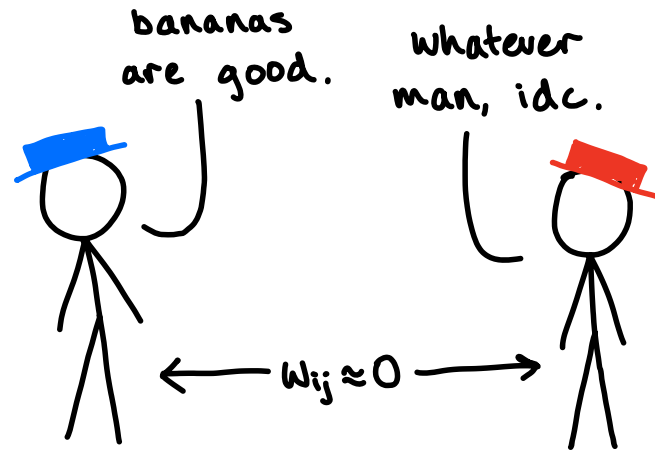 bananas
are good.
whatever
man, idc.
Wij ≈ 0